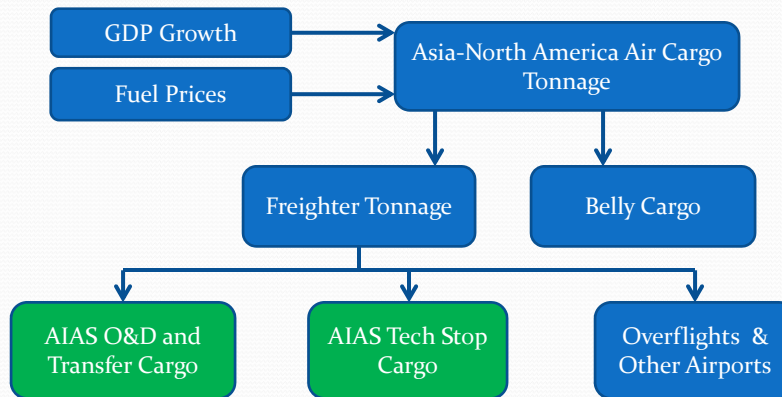 GDP Growth
Asia-North America Air Cargo
Tonnage
Fuel Prices
Freighter Tonnage
Belly Cargo
AIAS O&D and
Transfer Cargo
AIAS Tech Stop
Cargo
Overflights &
Other Airports